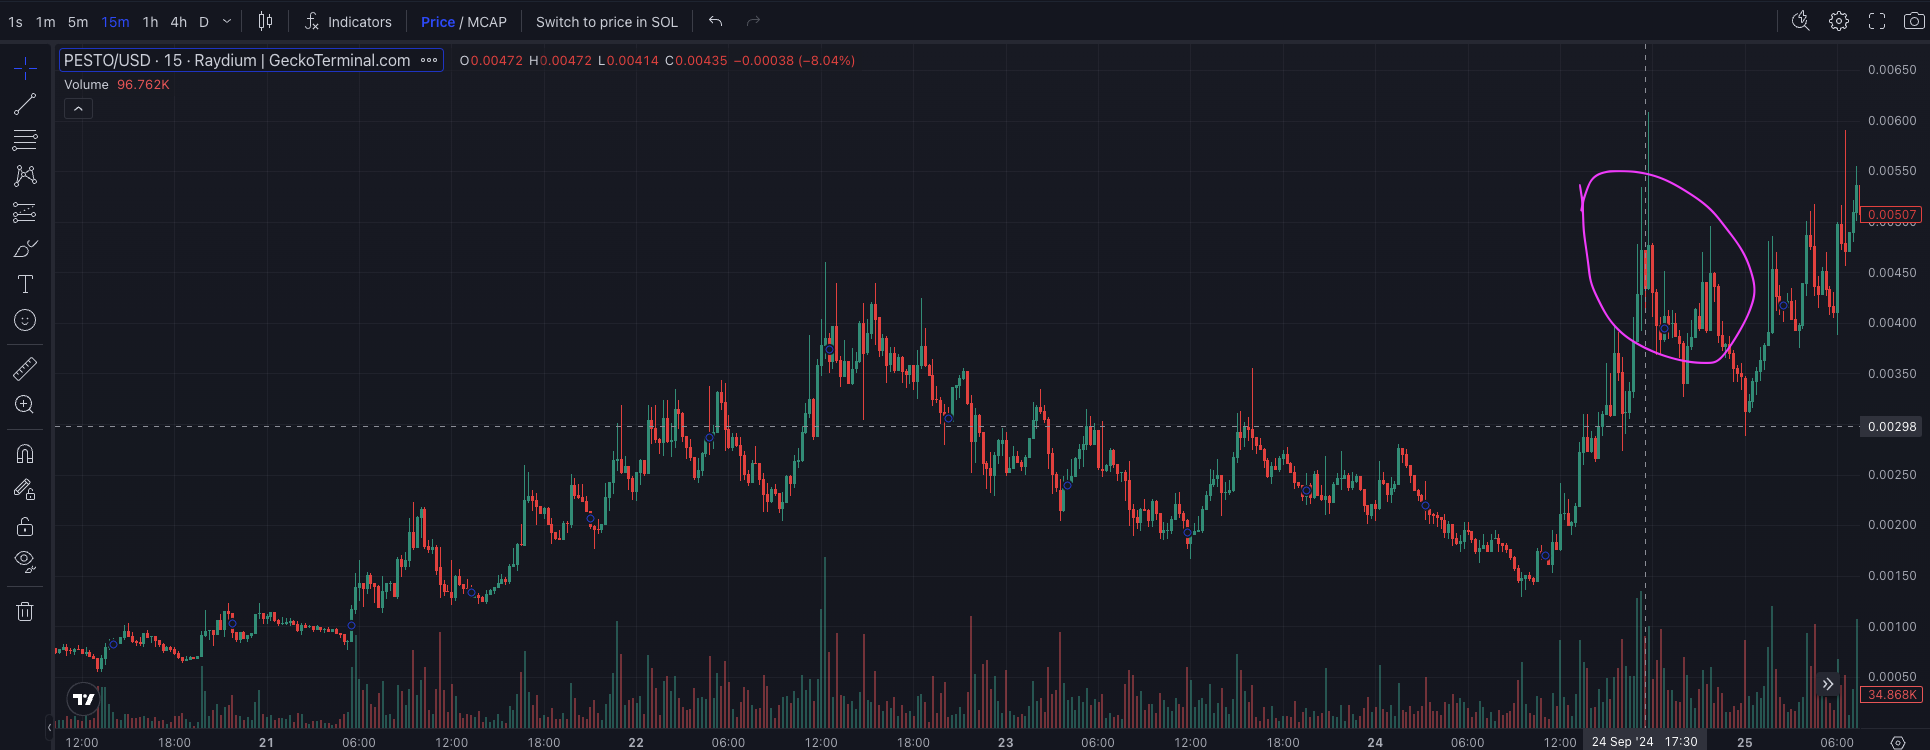 1s 1m 5m 15m 1h 4h D Indicators Price / MCAP Switch to price in SOL
PESTO/USD · 15 · Raydium | GeckoTerminal.com O0.00472 H0.00472 L0.00414 C0.00435 −0.00038 (−8.04%)
Volume 96.762K
0.00650
0.00600
0.00550
0.00507
0.00500
0.00450
0.00400
0.00350
0.00298
0.00250
0.00200
0.00150
0.00100
0.00050
34.868K
12:00 18:00 21 06:00 12:00 18:00 22 06:00 12:00 18:00 23 06:00 12:00 18:00 24 06:00 12:00 24 Sep '24 17:30 25 06:00